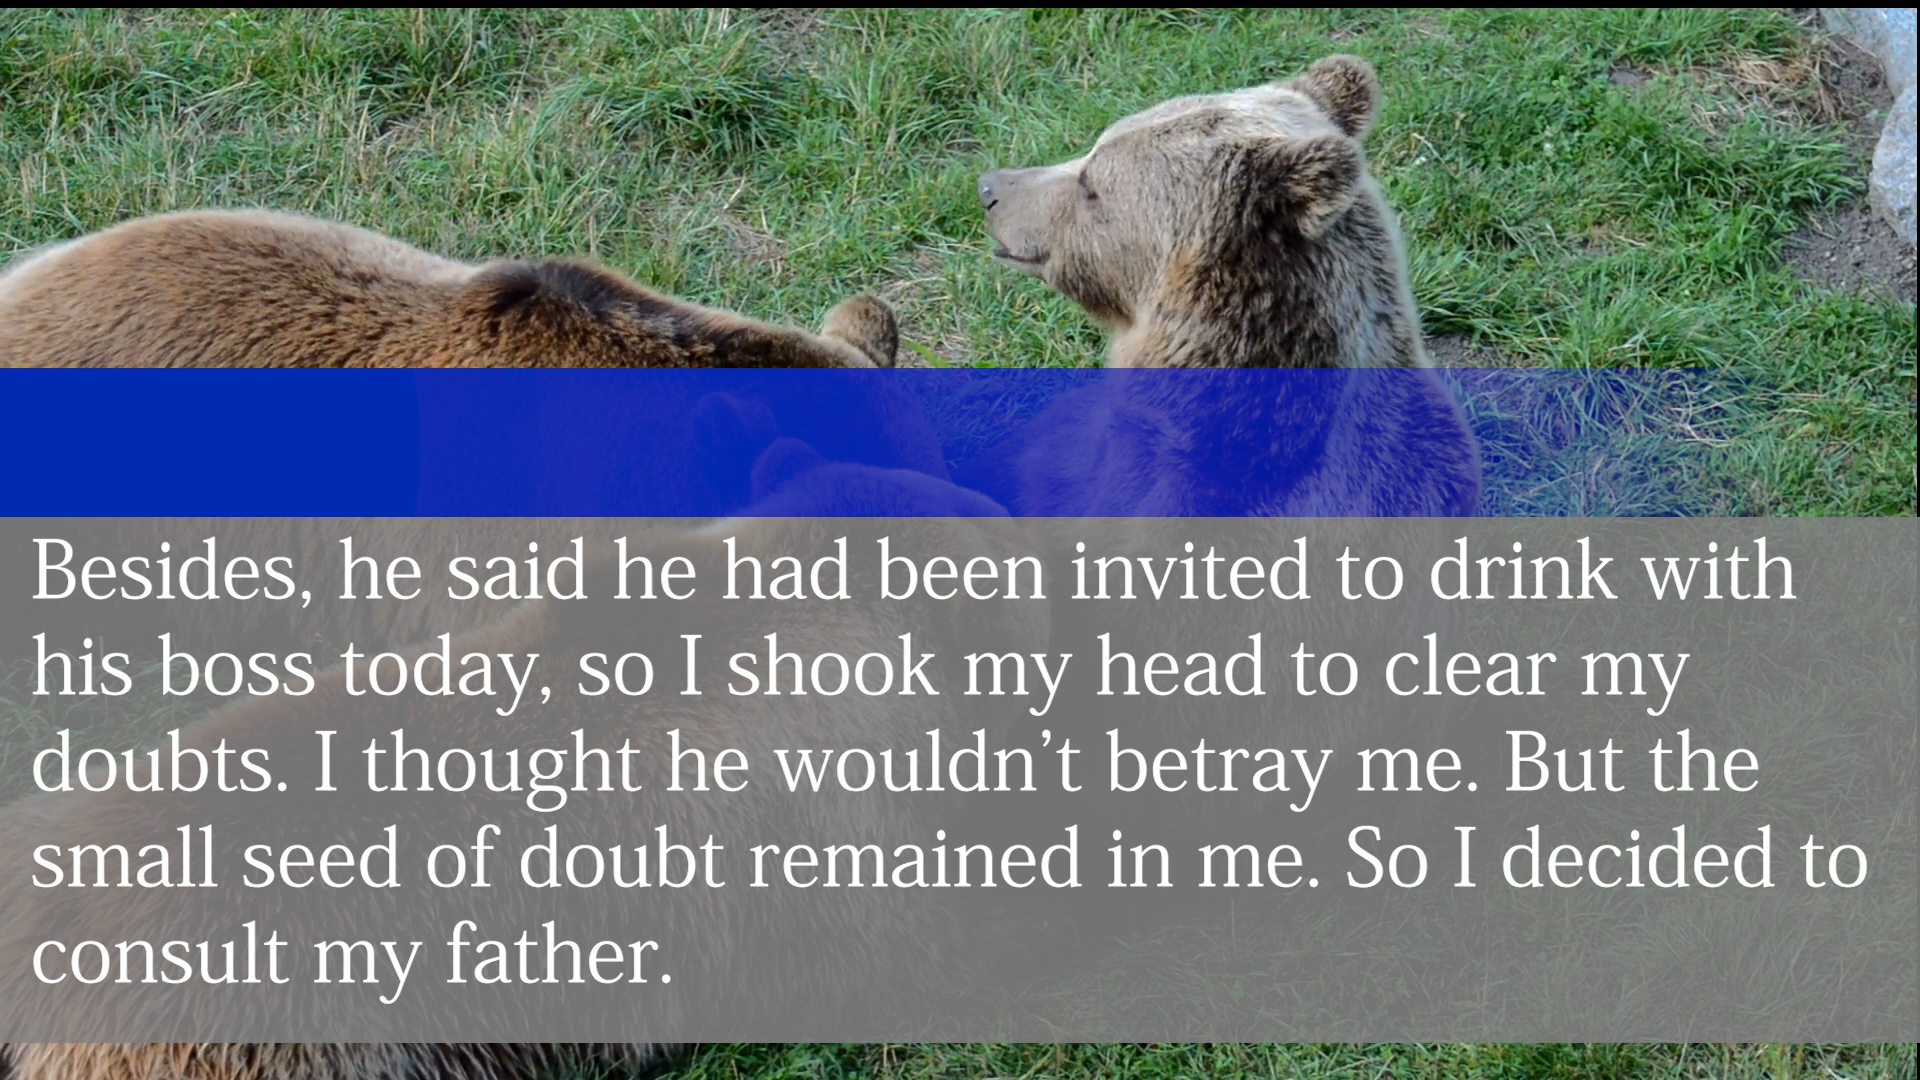 Besides, he said he had been invited to drink with
his boss today, so I shook my head to clear my
doubts. I thought he wouldn’t betray me. But the
small seed of doubt remained in me. So I decided to
consult my father.